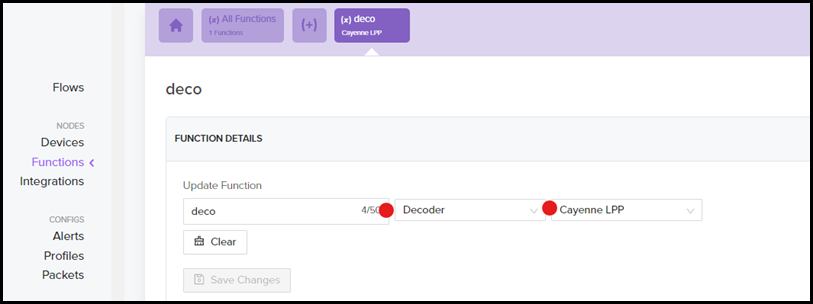 (x) All Functions
1 Functions
(+)
(x) deco
Cayenne LPP
Flows
NODES
Devices
Functions
Integrations
CONFIGS
Alerts
Profiles
Packets
deco
FUNCTION DETAILS
Update Function
deco
4/50
Decoder
Cayenne LPP
Clear
Save Changes